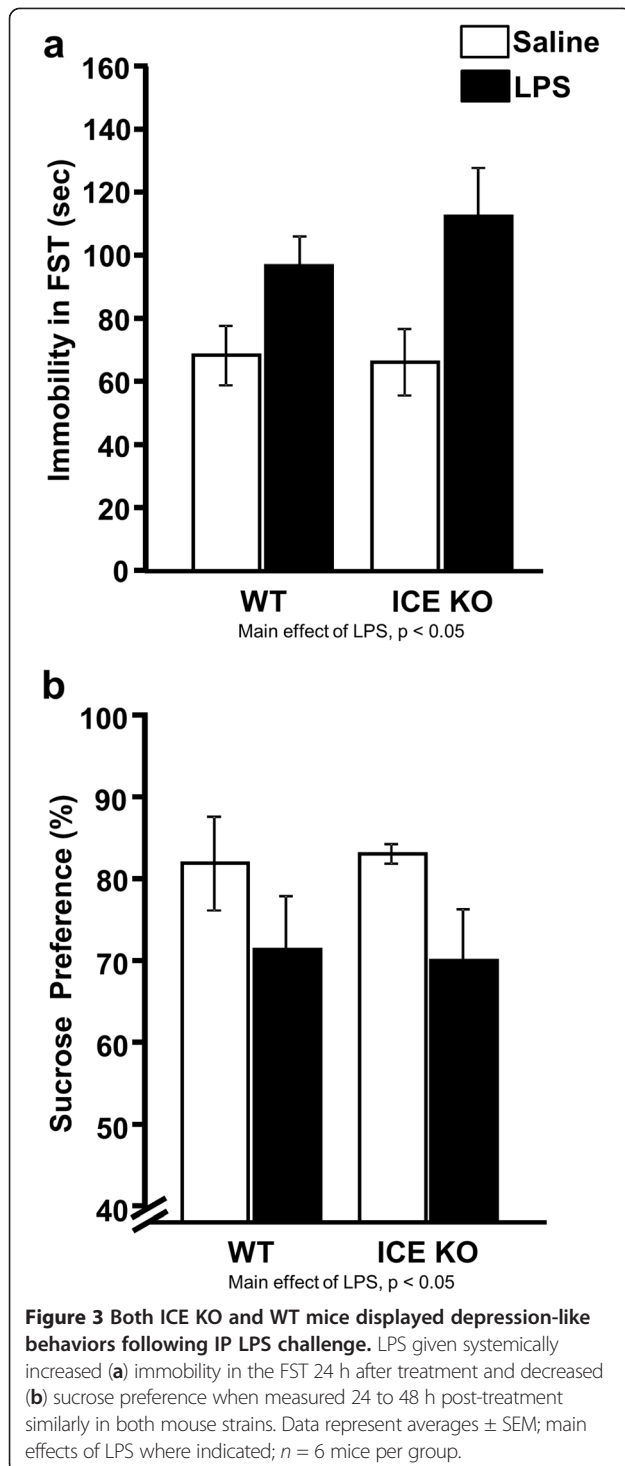 a
Saline
LPS
160
140
120
100
80
60
40
20
0
Immobility in FST (sec)
WT ICE KO
Main effect of LPS, p < 0.05
b
100
90
80
70
60
50
40
Sucrose Preference (%)
WT ICE KO
Main effect of LPS, p < 0.05
Figure 3 Both ICE KO and WT mice displayed depression-like
behaviors following IP LPS challenge. LPS given systemically
increased (a) immobility in the FST 24 h after treatment and decreased
(b) sucrose preference when measured 24 to 48 h post-treatment
similarly in both mouse strains. Data represent averages ± SEM; main
effects of LPS where indicated; n = 6 mice per group.